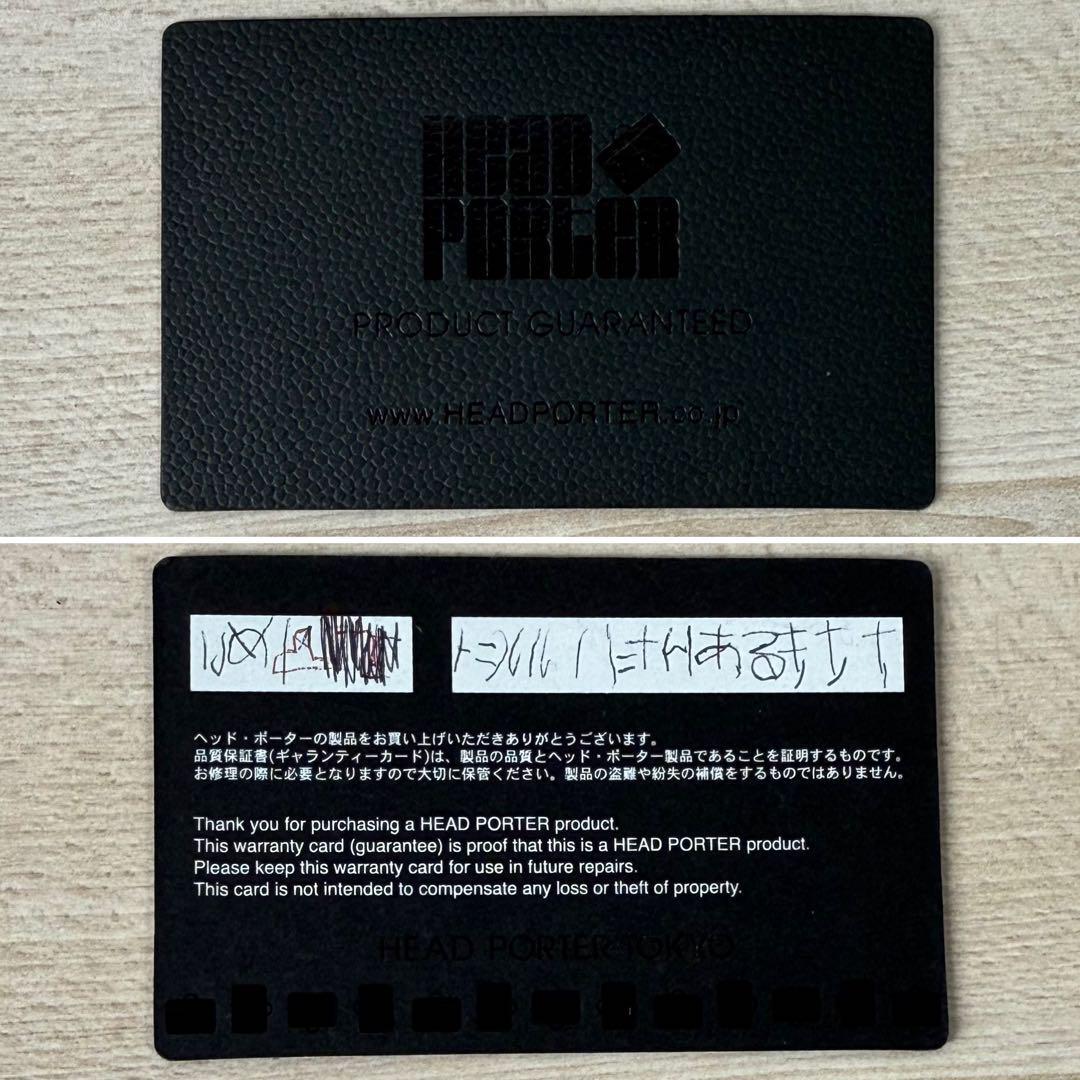 HEAD
PORTER
PRODUCT GUARANTEED
www.HEADPORTER.co.jp
ヘッド・ポーターの製品をお買い上げいただきありがとうございます。
品質保証書(ギャランティーカード)は、製品の品質とヘッド・ポーター製品であることを証明するものです。
お修理の際に必要となりますので大切に保管ください。製品の盗難や紛失の補償をするものではありません。
Thank you for purchasing a HEAD PORTER product.
This warranty card (guarantee) is proof that this is a HEAD PORTER product.
Please keep this warranty card for use in future repairs.
This card is not intended to compensate any loss or theft of property.
HEAD PORTER TOKYO